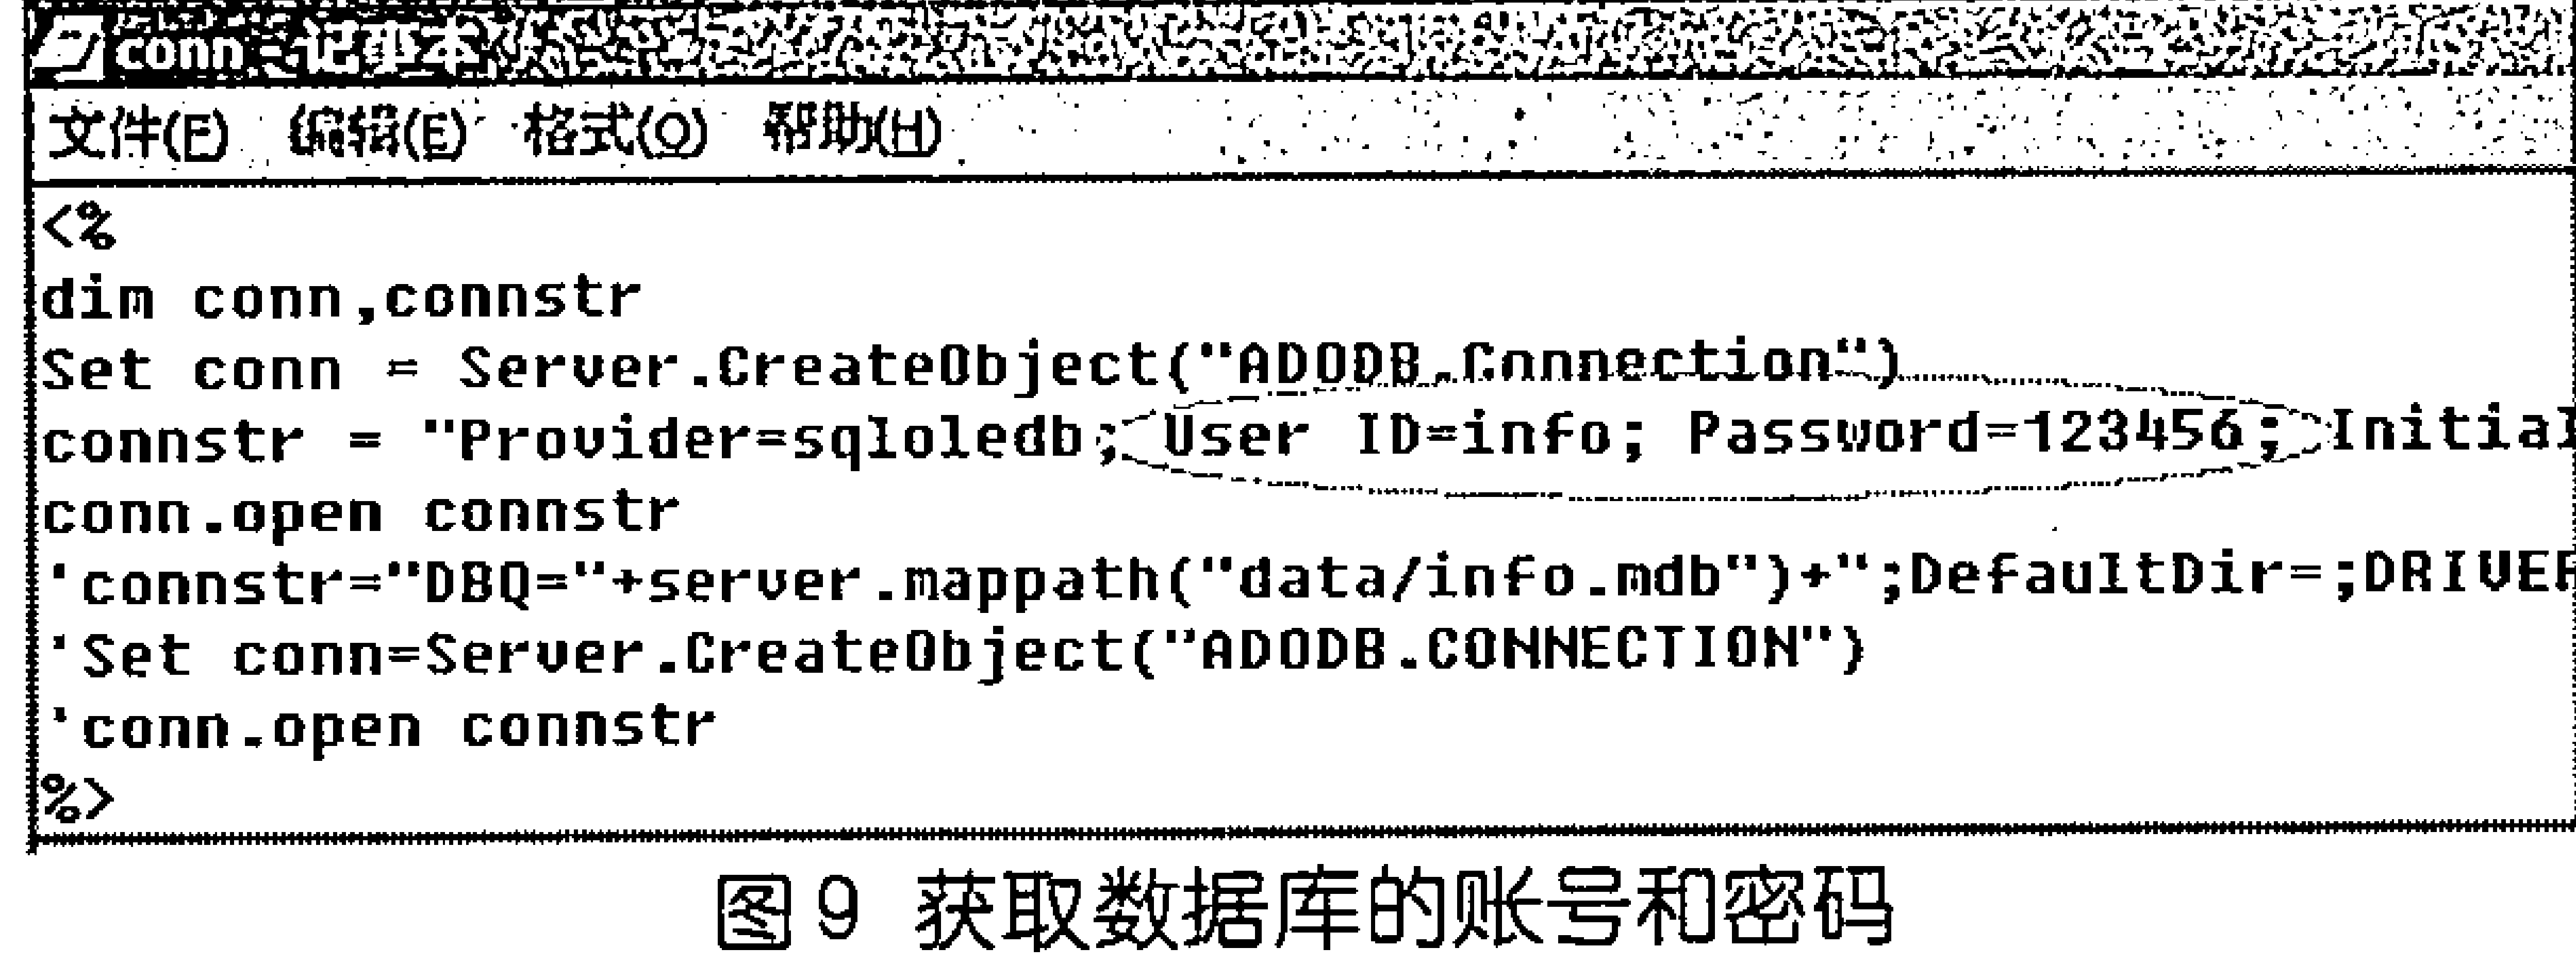 conn - 记事本
文件(F) 编辑(E) 格式(O) 帮助(H)
<%
dim conn,connstr
Set conn = Server.CreateObject("ADODB.Connection")
connstr = "Provider=sqloledb; User ID=info; Password=123456; Initial
conn.open connstr
'connstr="DBQ="+server.mappath("data/info.mdb")+";DefaultDir=;DRIVER
'Set conn=Server.CreateObject("ADODB.CONNECTION")
'conn.open connstr
%>
图 9 获取数据库的账号和密码